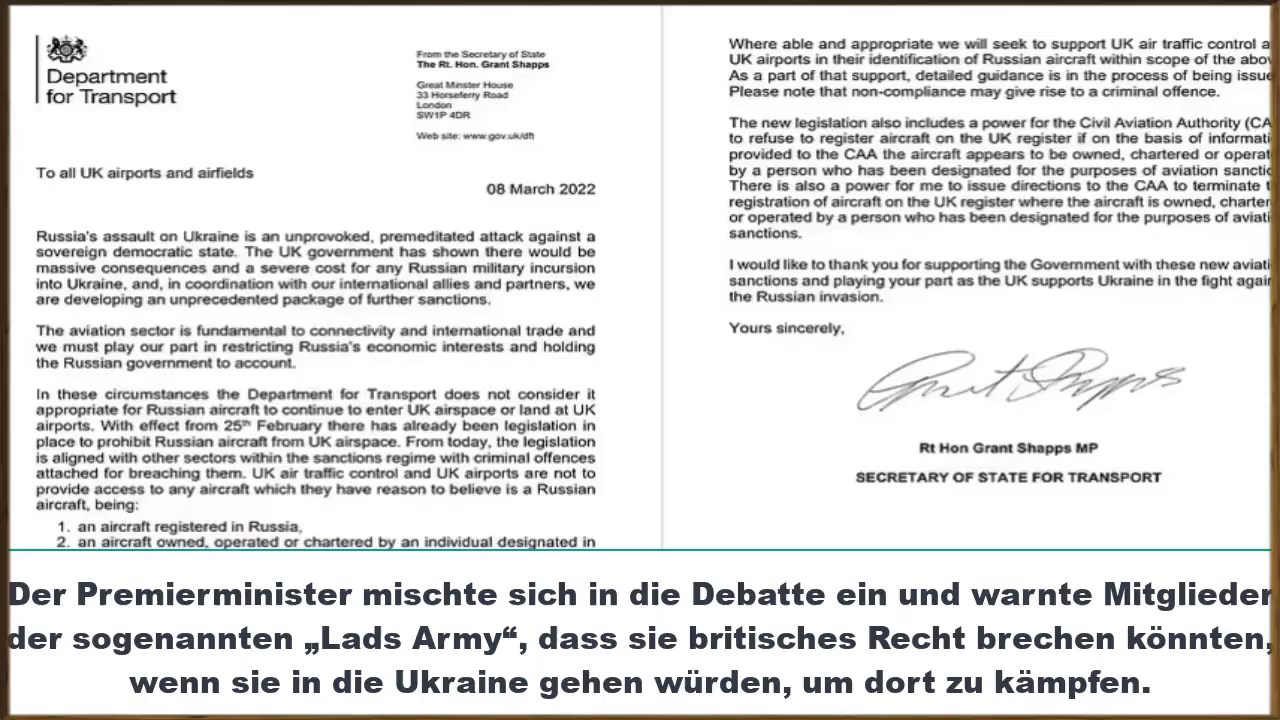 Department
for Transport
From the Secretary of State
The Rt. Hon. Grant Shapps
Great Minster House
33 Horseferry Road
London
SW1P 4DR
Web site: www.gov.uk/dft
To all UK airports and airfields
08 March 2022
Russia's assault on Ukraine is an unprovoked, premeditated attack against a
sovereign democratic state. The UK government has shown there would be
massive consequences and a severe cost for any Russian military incursion
into Ukraine, and, in coordination with our international allies and partners, we
are developing an unprecedented package of further sanctions.
The aviation sector is fundamental to connectivity and international trade and
we must play our part in restricting Russia's economic interests and holding
the Russian government to account.
In these circumstances the Department for Transport does not consider it
appropriate for Russian aircraft to continue to enter UK airspace or land at UK
airports. With effect from 25th February there has already been legislation in
place to prohibit Russian aircraft from UK airspace. From today, the legislation
is aligned with other sectors within the sanctions regime with criminal offences
attached for breaching them. UK air traffic control and UK airports are not to
provide access to any aircraft which they have reason to believe is a Russian
aircraft, being:
1. an aircraft registered in Russia,
2. an aircraft owned, operated or chartered by an individual designated in
Where able and appropriate we will seek to support UK air traffic control a
UK airports in their identification of Russian aircraft within scope of the abov
As a part of that support, detailed guidance is in the process of being issue
Please note that non-compliance may give rise to a criminal offence.
The new legislation also includes a power for the Civil Aviation Authority (CA
to refuse to register aircraft on the UK register if on the basis of informati
provided to the CAA the aircraft appears to be owned, chartered or operat
by a person who has been designated for the purposes of aviation sanctio
There is also a power for me to issue directions to the CAA to terminate t
registration of aircraft on the UK register where the aircraft is owned, charter
or operated by a person who has been designated for the purposes of aviati
sanctions.
I would like to thank you for supporting the Government with these new aviati
sanctions and playing your part as the UK supports Ukraine in the fight again
the Russian invasion.
Yours sincerely,
Grant Shapps
Rt Hon Grant Shapps MP
SECRETARY OF STATE FOR TRANSPORT
Der Premierminister mischte sich in die Debatte ein und warnte Mitglieder
der sogenannten „Lads Army“, dass sie britisches Recht brechen könnten,
wenn sie in die Ukraine gehen würden, um dort zu kämpfen.